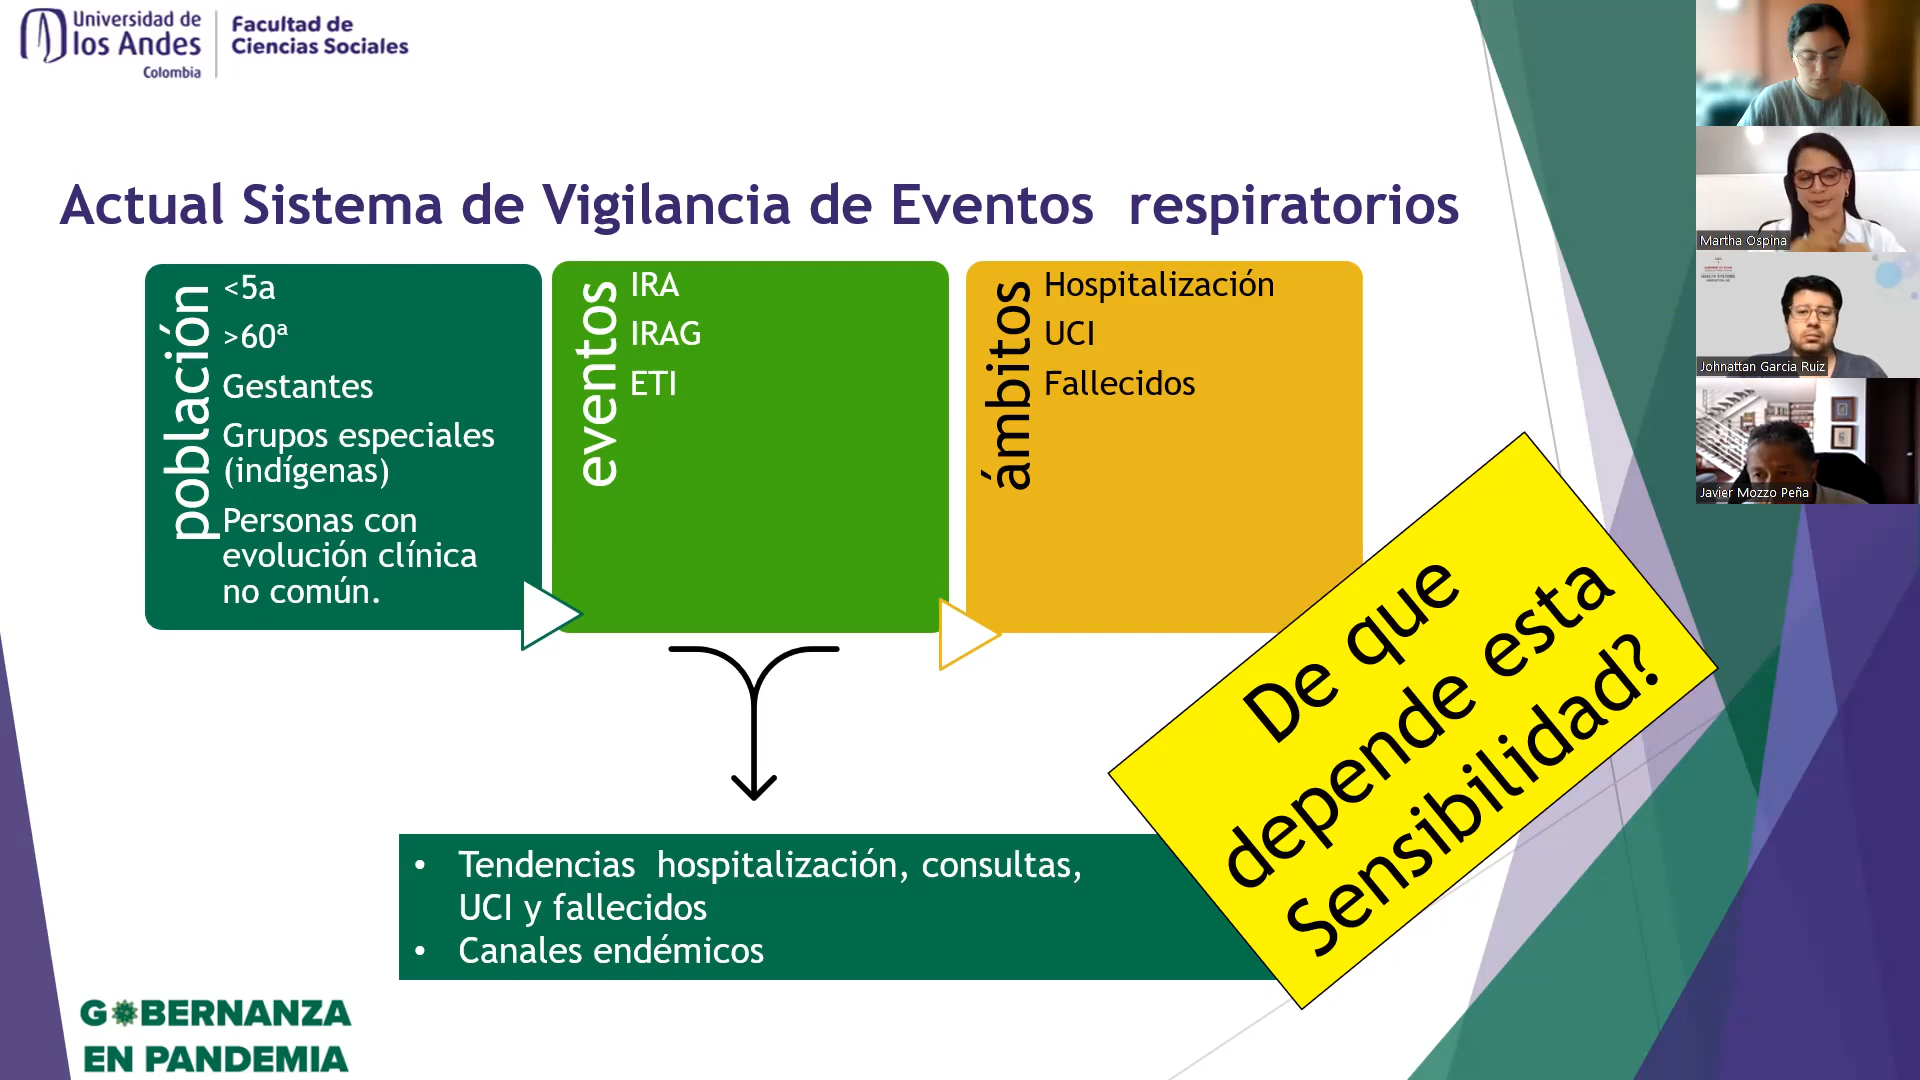 Universidad de
los Andes
Colombia
Facultad de
Ciencias Sociales
Actual Sistema de Vigilancia de Eventos  respiratorios
población
<5a
>60ª
Gestantes
Grupos especiales
(indígenas)
Personas con
evolución clínica
no común.
eventos
IRA
IRAG
ETI
ámbitos
Hospitalización
UCI
Fallecidos
De que
depende esta
Sensibilidad?
• Tendencias  hospitalización, consultas,
UCI y fallecidos
• Canales endémicos
GOBERNANZA
EN PANDEMIA
Martha Ospina
Johnattan Garcia Ruiz
Javier Mozzo Peña